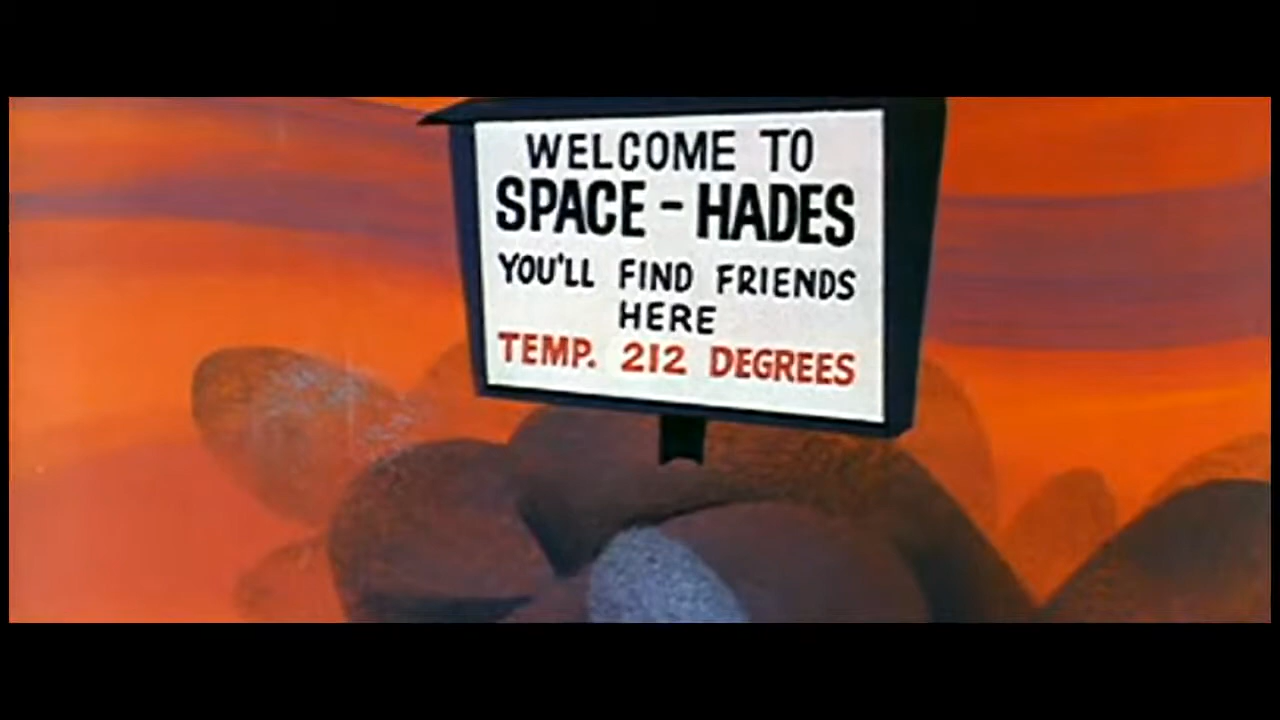 WELCOME TO
SPACE - HADES
YOU'LL FIND FRIENDS
HERE
TEMP. 212 DEGREES